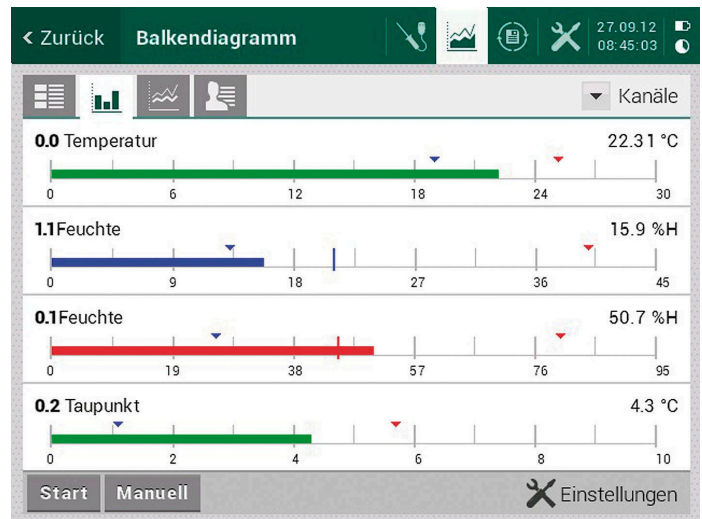 < Zurück Balkendiagramm 27.09.12
08:45:03
Kanäle
0.0 Temperatur 22.31 °C
0 6 12 18 24 30
1.1Feuchte 15.9 %H
0 9 18 27 36 45
0.1Feuchte 50.7 %H
0 19 38 57 76 95
0.2 Taupunkt 4.3 °C
0 2 4 6 8 10
Start Manuell Einstellungen